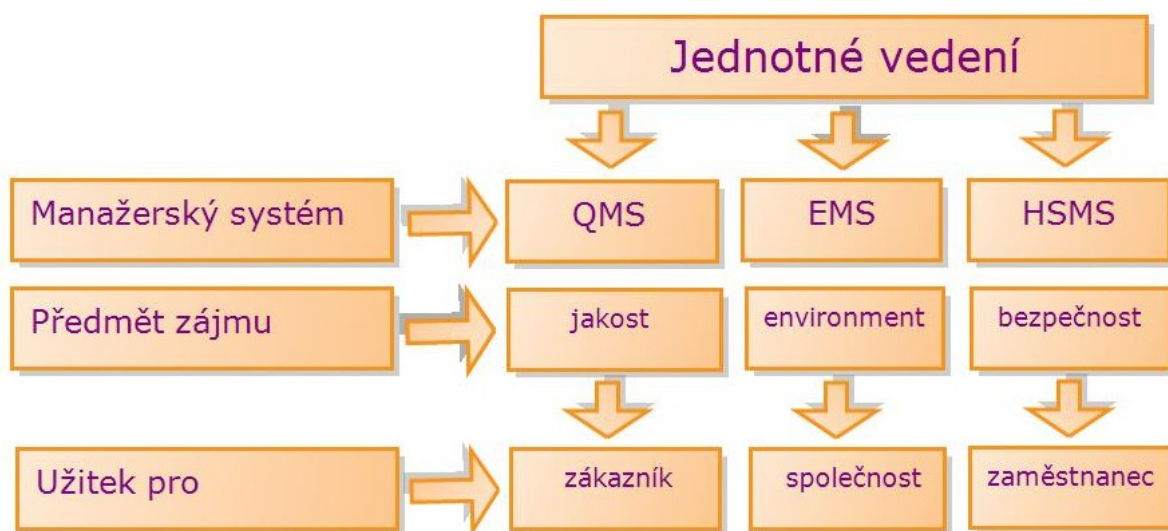 Jednotné vedení
Manažerský systém
QMS
EMS
HSMS
Předmět zájmu
jakost
environment
bezpečnost
Užitek pro
zákazník
společnost
zaměstnanec